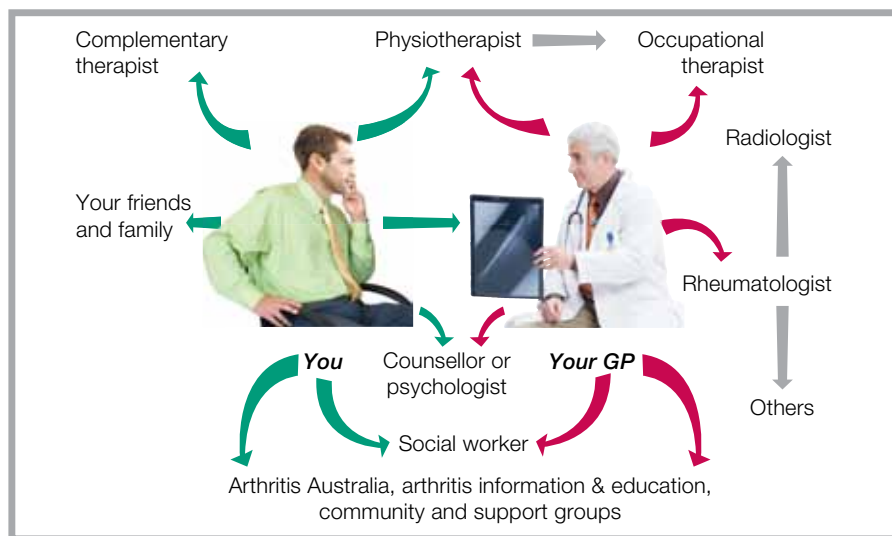 Complementary
therapist
Physiotherapist
Occupational
therapist
Radiologist
Your friends
and family
Rheumatologist
You
Counsellor or
psychologist
Your GP
Others
Social worker
Arthritis Australia, arthritis information & education,
community and support groups